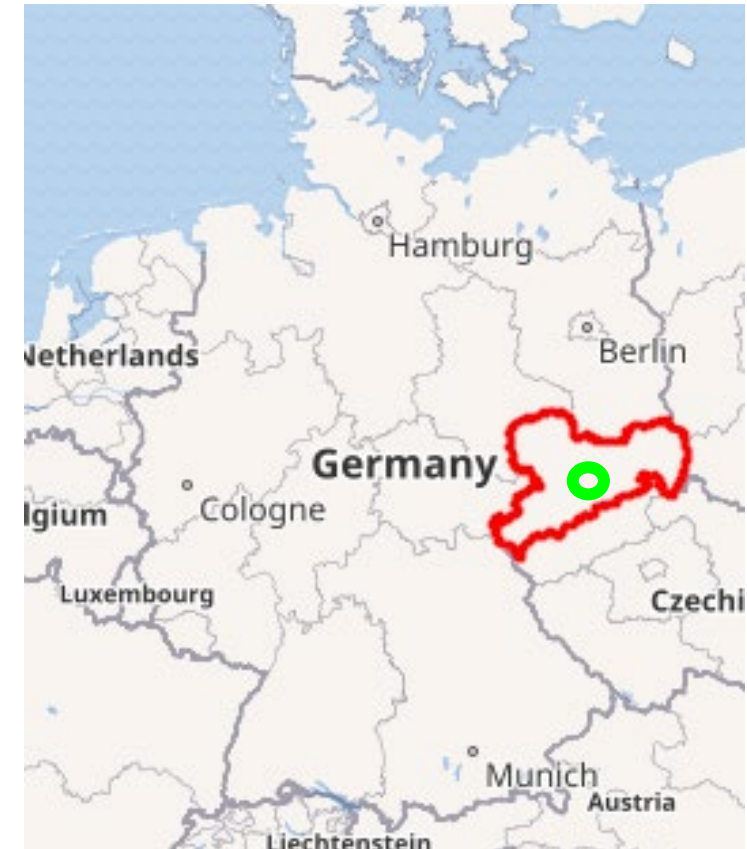 Hamburg
Netherlands
Berlin
Germany
Cologne
lgium
Luxembourg
Czechi
Munich
Austria
Liechtenstein